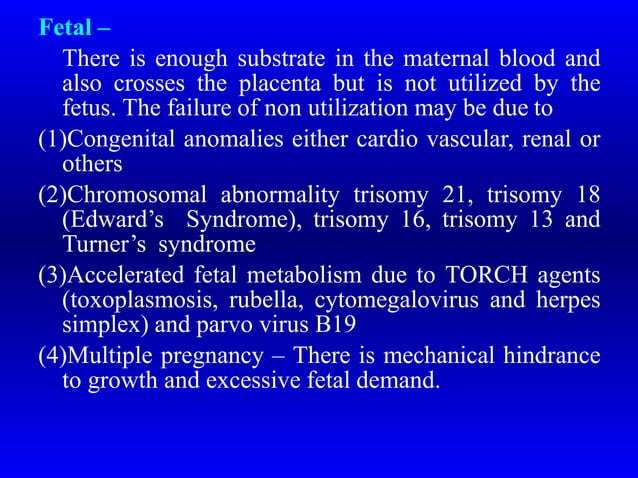 Fetal –
There is enough substrate in the maternal blood and
also crosses the placenta but is not utilized by the
fetus. The failure of non utilization may be due to
(1)Congenital anomalies either cardio vascular, renal or
others
(2)Chromosomal abnormality trisomy 21, trisomy 18
(Edward’s Syndrome), trisomy 16, trisomy 13 and
Turner’s syndrome
(3)Accelerated fetal metabolism due to TORCH agents
(toxoplasmosis, rubella, cytomegalovirus and herpes
simplex) and parvo virus B19
(4)Multiple pregnancy – There is mechanical hindrance
to growth and excessive fetal demand.